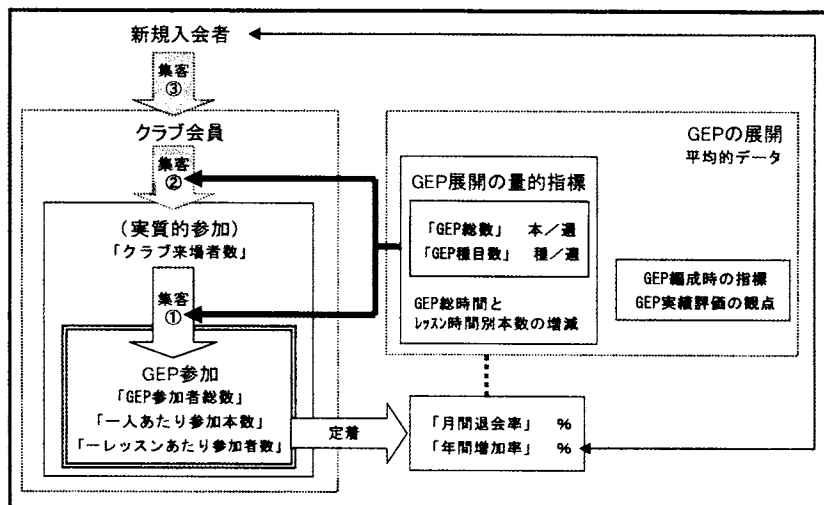 新規入会者
集客
③
クラブ会員
集客
②
(実質的参加)
「クラブ来場者数」
集客
①
GEP参加
「GEP参加者総数」
「一人あたり参加本数」
「一レッスンあたり参加者数」
定着
GEPの展開
平均的データ
GEP展開の量的指標
「GEP総数」 本/週
「GEP種目数」 種/週
GEP総時間と
レッスン時間別本数の増減
GEP編成時の指標
GEP実績評価の観点
「月間退会率」 %
「年間増加率」 %